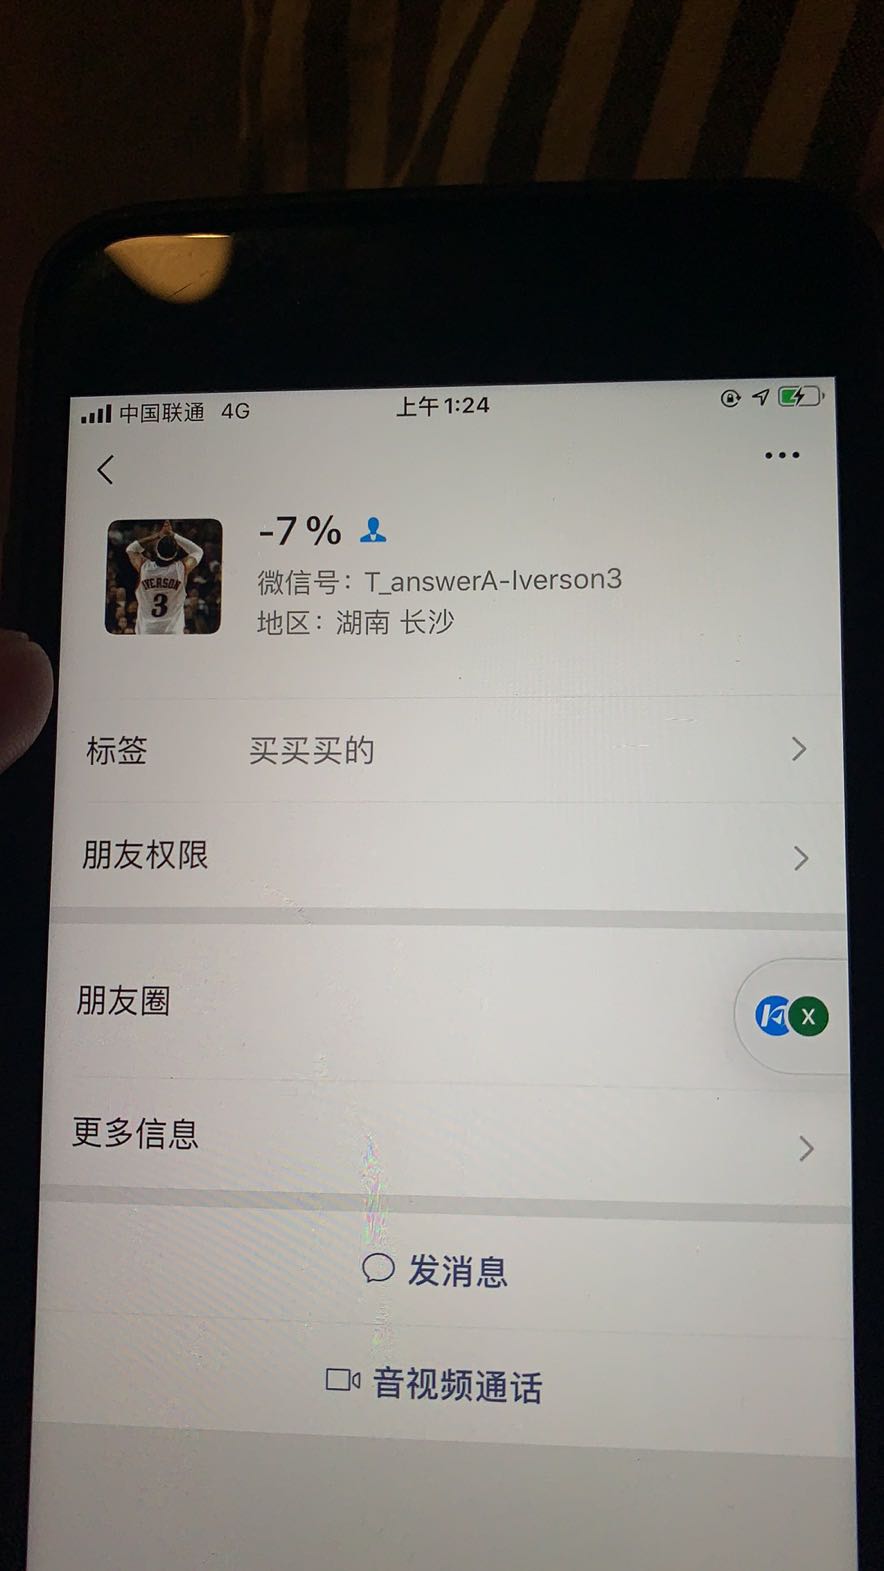 中国联通 4G 上午1:24
-7%
IVERSON
3
微信号：T_answerA-Iverson3
地区：湖南 长沙
标签 买买买的
朋友权限
朋友圈
X
更多信息
发消息
音视频通话